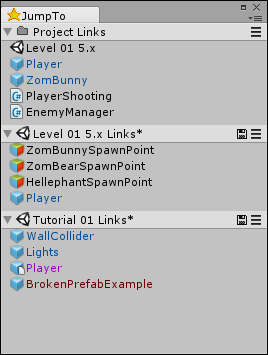 JumpTo
Project Links
Level 01 5.x
Player
ZomBunny
PlayerShooting
EnemyManager
Level 01 5.x Links*
ZomBunnySpawnPoint
ZomBearSpawnPoint
HellephantSpawnPoint
Player
Tutorial 01 Links*
WallCollider
Lights
Player
BrokenPrefabExample